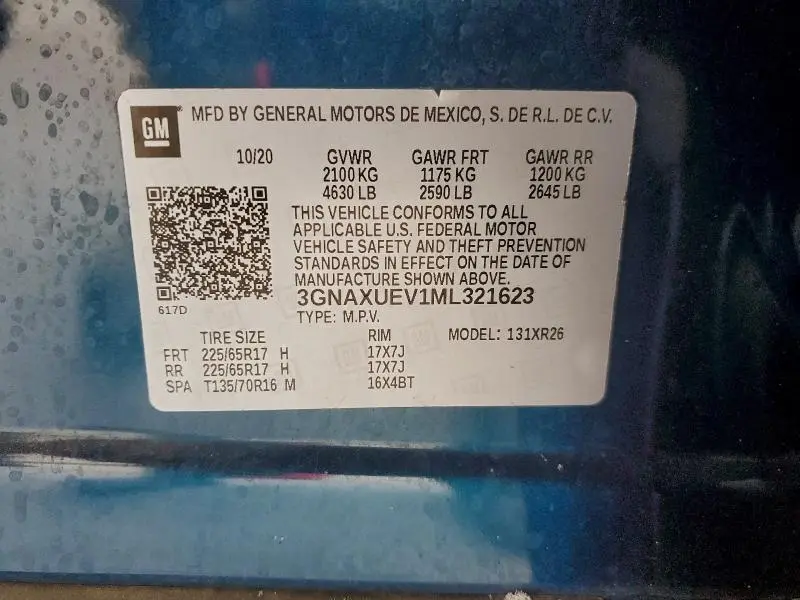 GM MFD BY GENERAL MOTORS DE MEXICO, S. DE R.L. DE C.V.
10/20 GVWR GAWR FRT GAWR RR
2100 KG 1175 KG 1200 KG
4630 LB 2590 LB 2645 LB
THIS VEHICLE CONFORMS TO ALL
APPLICABLE U.S. FEDERAL MOTOR
VEHICLE SAFETY AND THEFT PREVENTION
STANDARDS IN EFFECT ON THE DATE OF
MANUFACTURE SHOWN ABOVE.
3GNAXUEV1ML321623
617D
TYPE: M.P.V.
TIRE SIZE RIM MODEL: 131XR26
FRT 225/65R17 H 17X7J
RR 225/65R17 H 17X7J
SPA T135/70R16 M 16X4BT